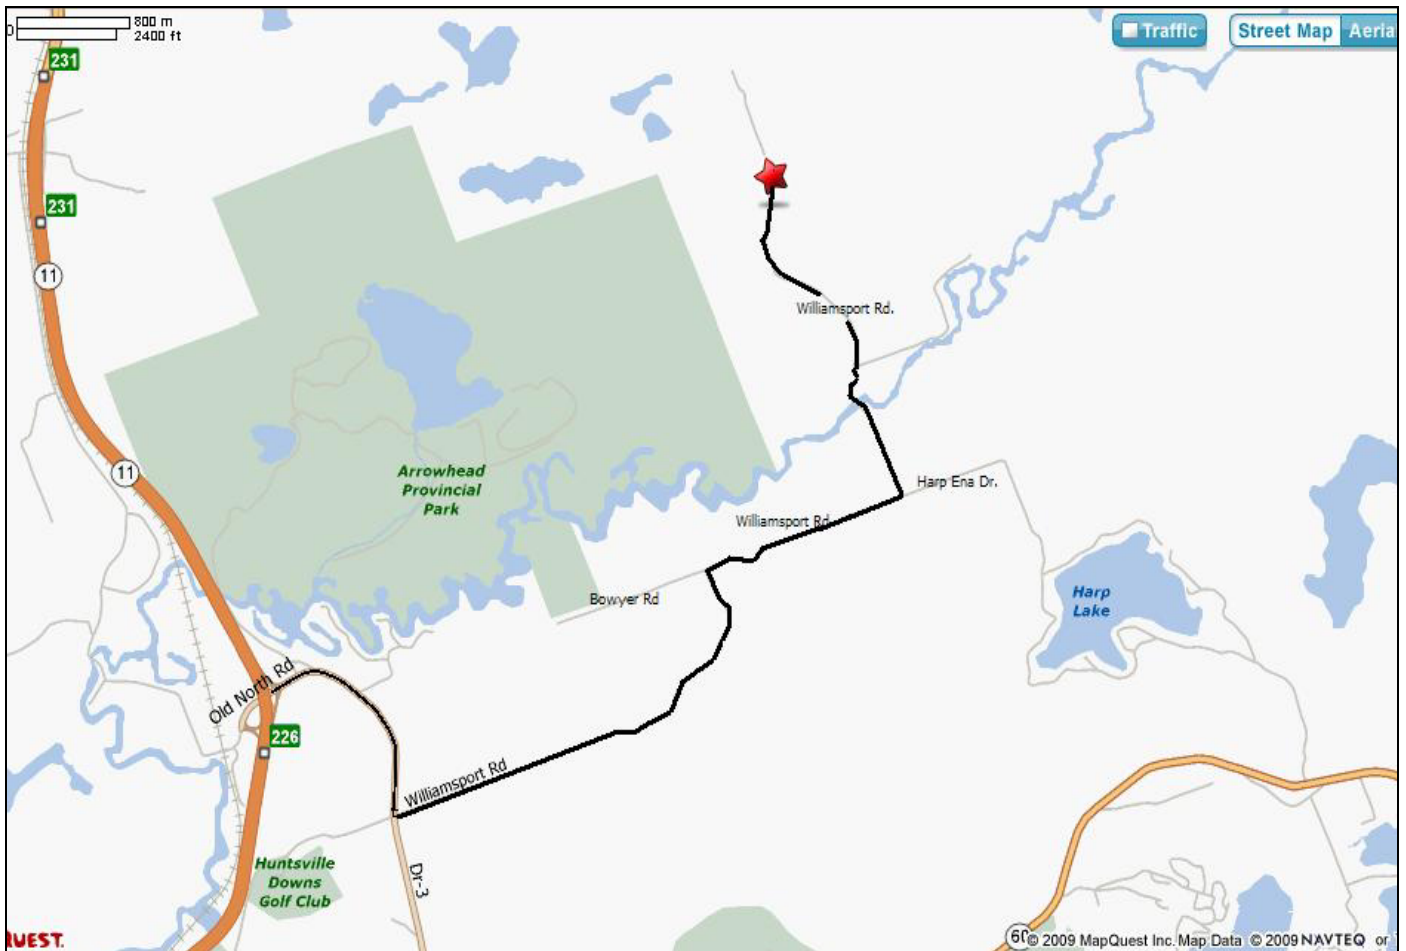 800 m
2400 ft
Traffic
Street Map
Aeria
231
231
11
Williamsport Rd.
11
Arrowhead
Provincial
Park
Harp Ena Dr.
Williamsport Rd.
Bowyer Rd
Harp
Lake
Old North Rd
226
Williamsport Rd
Huntsville
Downs
Golf Club
Dr-3
QUEST.
60
© 2009 MapQuest Inc. Map Data © 2009 NAVTEQ or